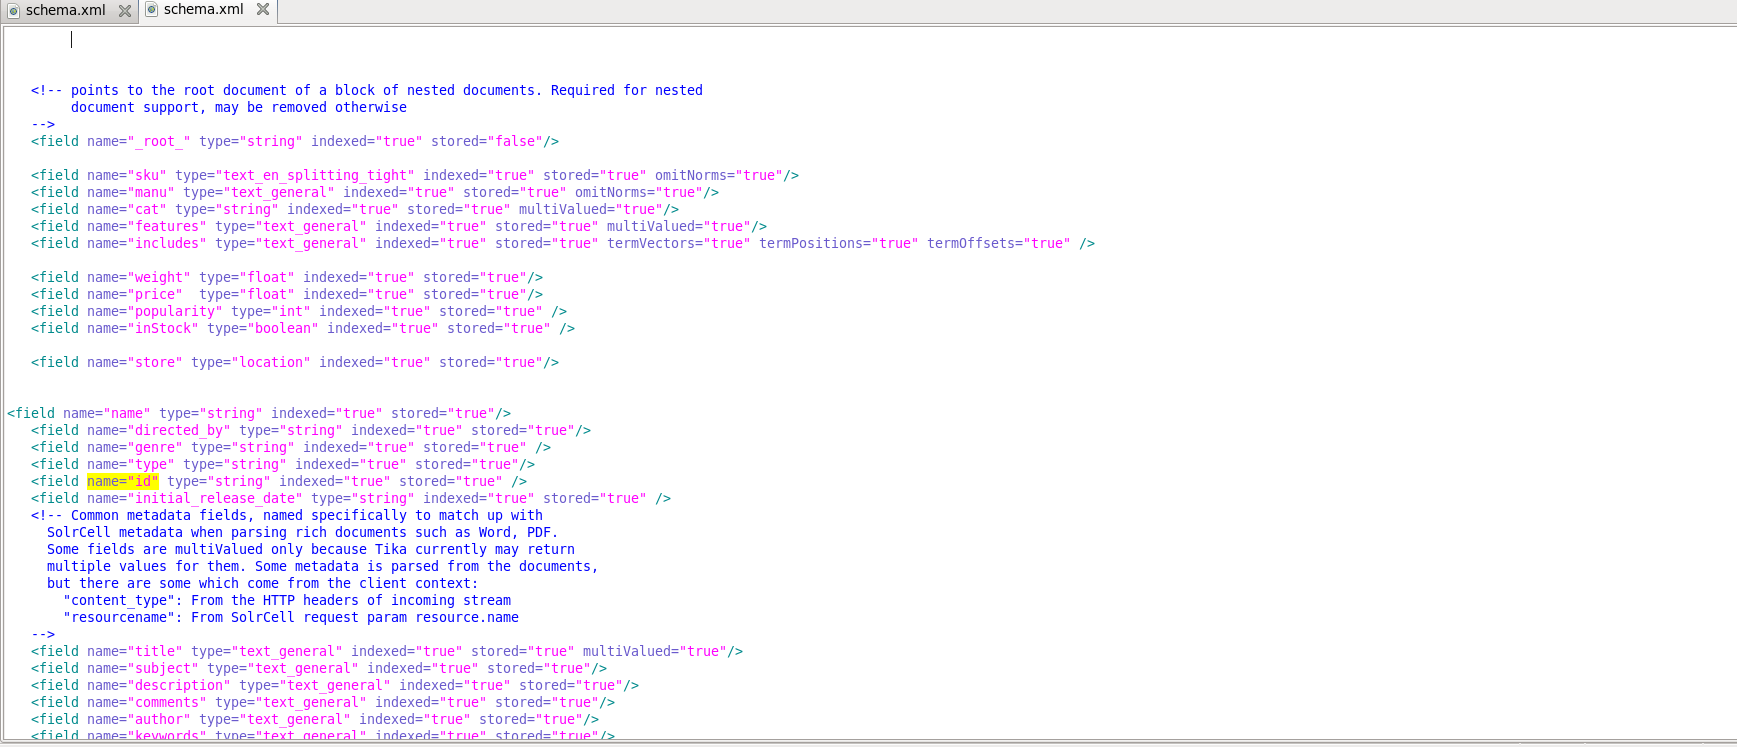 schema.xml schema.xml
<!-- points to the root document of a block of nested documents. Required for nested
document support, may be removed otherwise
-->
<field name="_root_" type="string" indexed="true" stored="false"/>
<field name="sku" type="text_en_splitting_tight" indexed="true" stored="true" omitNorms="true"/>
<field name="manu" type="text_general" indexed="true" stored="true" omitNorms="true"/>
<field name="cat" type="string" indexed="true" stored="true" multiValued="true"/>
<field name="features" type="text_general" indexed="true" stored="true" multiValued="true"/>
<field name="includes" type="text_general" indexed="true" stored="true" termVectors="true" termPositions="true" termOffsets="true" />
<field name="weight" type="float" indexed="true" stored="true"/>
<field name="price"  type="float" indexed="true" stored="true"/>
<field name="popularity" type="int" indexed="true" stored="true" />
<field name="inStock" type="boolean" indexed="true" stored="true" />
<field name="store" type="location" indexed="true" stored="true"/>
<field name="name" type="string" indexed="true" stored="true"/>
<field name="directed_by" type="string" indexed="true" stored="true"/>
<field name="genre" type="string" indexed="true" stored="true" />
<field name="type" type="string" indexed="true" stored="true"/>
<field name="id" type="string" indexed="true" stored="true" />
<field name="initial_release_date" type="string" indexed="true" stored="true" />
<!-- Common metadata fields, named specifically to match up with
SolrCell metadata when parsing rich documents such as Word, PDF.
Some fields are multiValued only because Tika currently may return
multiple values for them. Some metadata is parsed from the documents,
but there are some which come from the client context:
"content_type": From the HTTP headers of incoming stream
"resourcename": From SolrCell request param resource.name
-->
<field name="title" type="text_general" indexed="true" stored="true" multiValued="true"/>
<field name="subject" type="text_general" indexed="true" stored="true"/>
<field name="description" type="text_general" indexed="true" stored="true"/>
<field name="comments" type="text_general" indexed="true" stored="true"/>
<field name="author" type="text_general" indexed="true" stored="true"/>
<field name="keywords" type="text_general" indexed="true" stored="true"/>